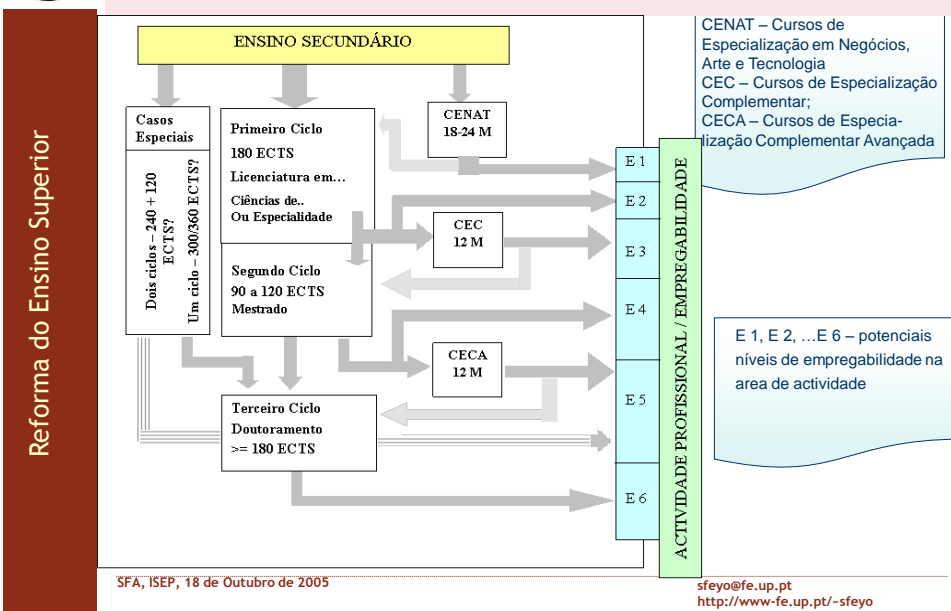 Reforma do Ensino Superior
ENSINO SECUNDÁRIO
Casos
Especiais
Dois ciclos – 240 + 120
ECTS?
Um ciclo – 300/360 ECTS?
Primeiro Ciclo
180 ECTS
Licenciatura em...
Ciências de..
Ou Especialidade
Segundo Ciclo
90 a 120 ECTS
Mestrado
Terceiro Ciclo
Doutoramento
>= 180 ECTS
CENAT
18-24 M
CEC
12 M
CECA
12 M
E 1
E 2
E 3
E 4
E 5
E 6
ACTIVIDADE PROFISSIONAL / EMPREGABILIDADE
CENAT – Cursos de
Especialização em Negócios,
Arte e Tecnologia
CEC – Cursos de Especialização
Complementar;
CECA – Cursos de Especia-
lização Complementar Avançada
E 1, E 2, …E 6 – potenciais
níveis de empregabilidade na
area de actividade
SFA, ISEP, 18 de Outubro de 2005
sfeyo@fe.up.pt
http://www-fe.up.pt/~sfeyo